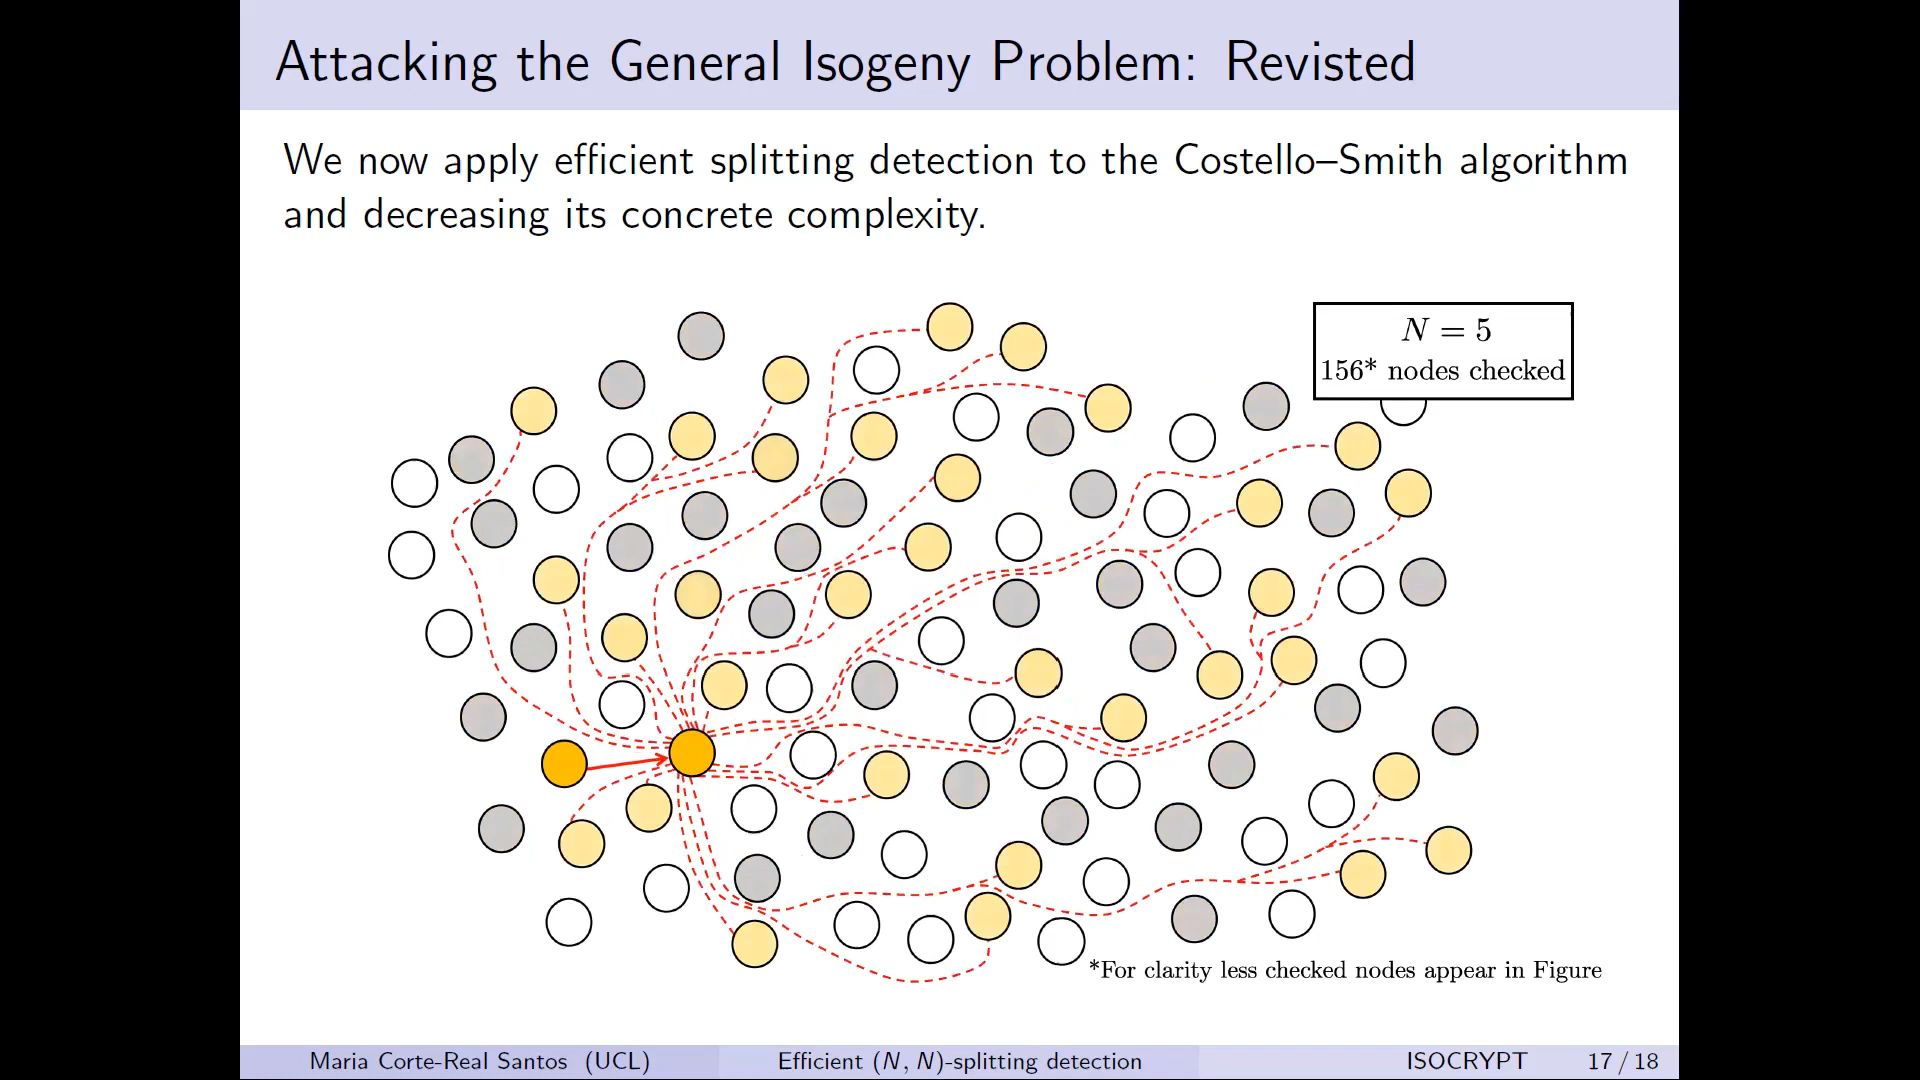 Attacking the General Isogeny Problem: Revisted
We now apply efficient splitting detection to the Costello–Smith algorithm
and decreasing its concrete complexity.
N = 5
156* nodes checked
*For clarity less checked nodes appear in Figure
Maria Corte-Real Santos (UCL) Efficient (N, N)-splitting detection ISOCRYPT 17 / 18